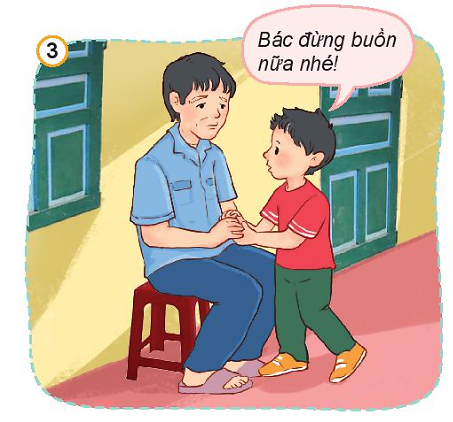 3
Bác đừng buồn
nữa nhé!